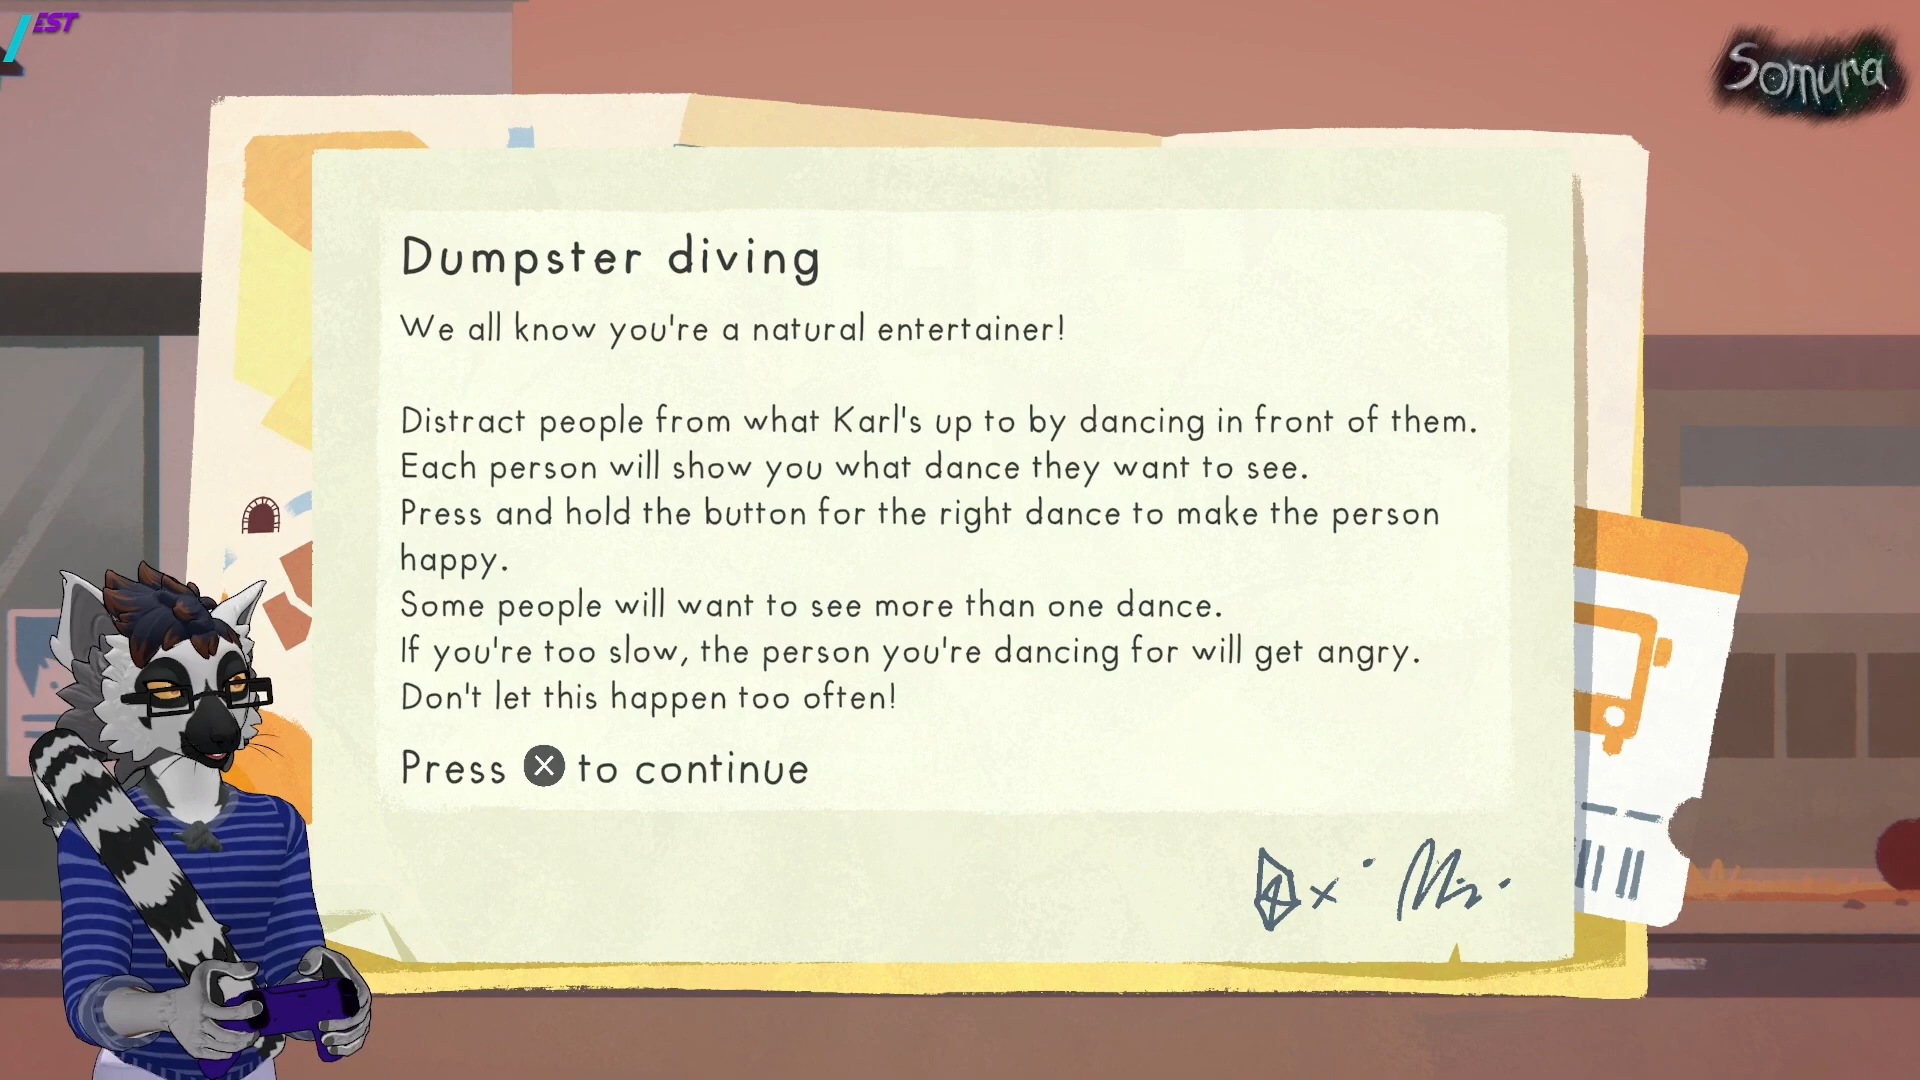 EST
Somura
Dumpster diving
We all know you're a natural entertainer!
Distract people from what Karl's up to by dancing in front of them.
Each person will show you what dance they want to see.
Press and hold the button for the right dance to make the person
happy.
Some people will want to see more than one dance.
If you're too slow, the person you're dancing for will get angry.
Don't let this happen too often!
Press ⓧ to continue